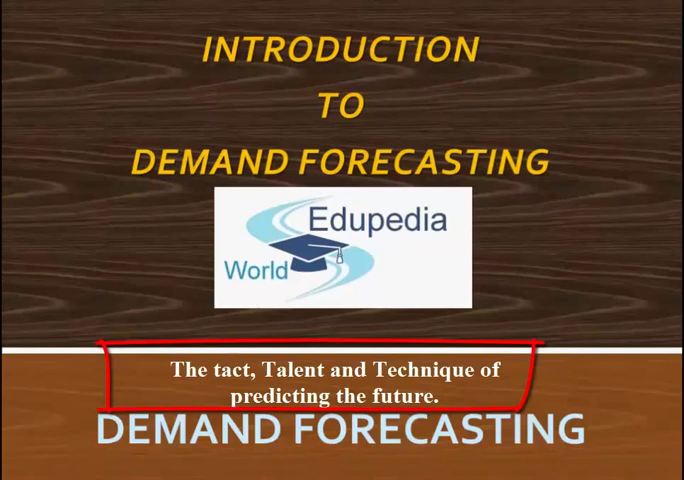 INTRODUCTION
TO
DEMAND FORECASTING
Edupedia
World
The tact, Talent and Technique of
predicting the future.
DEMAND FORECASTING